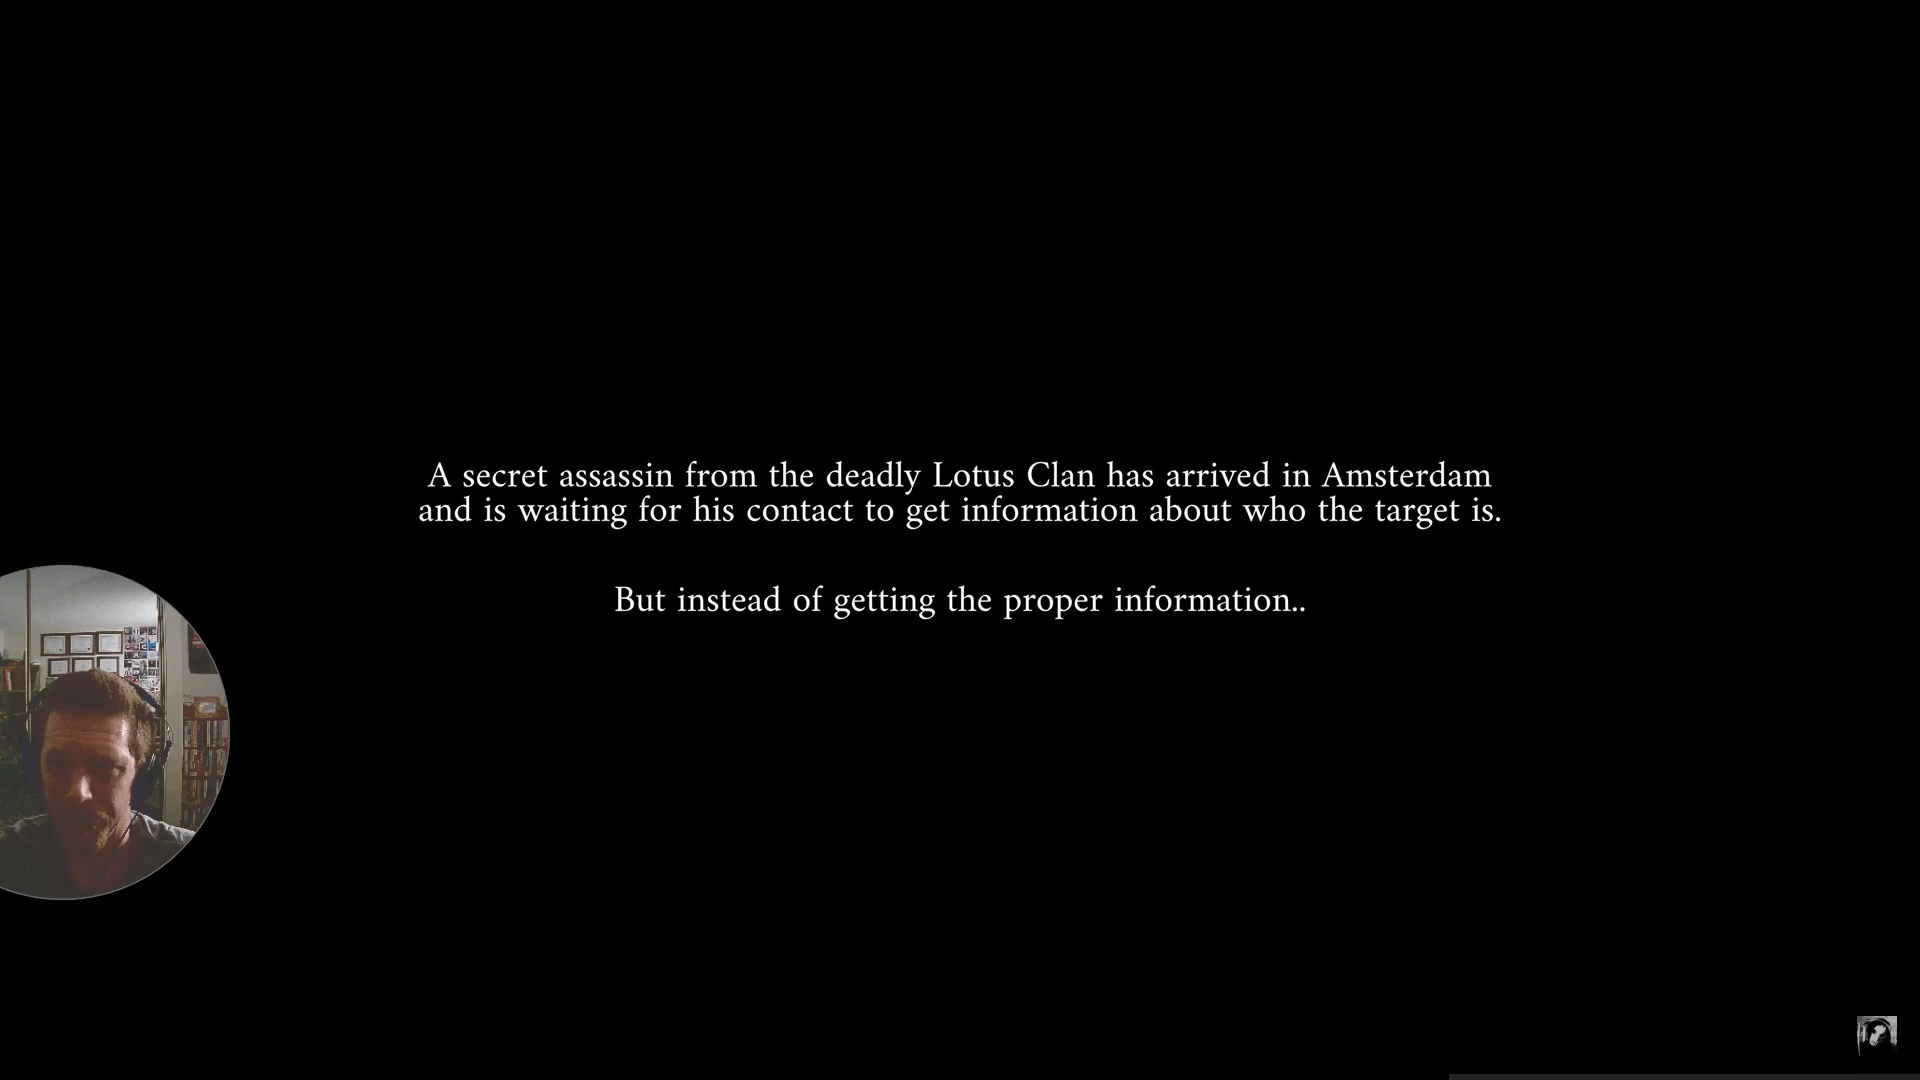 A secret assassin from the deadly Lotus Clan has arrived in Amsterdam
and is waiting for his contact to get information about who the target is.
But instead of getting the proper information..